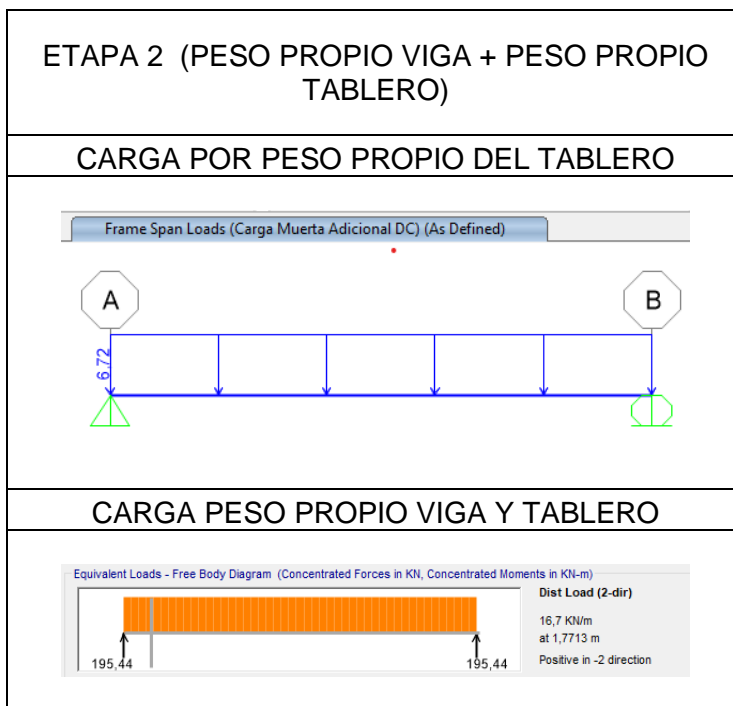 ETAPA 2 (PESO PROPIO VIGA + PESO PROPIO
TABLERO)
CARGA POR PESO PROPIO DEL TABLERO
Frame Span Loads (Carga Muerta Adicional DC) (As Defined)
A
B
6.72
CARGA PESO PROPIO VIGA Y TABLERO
Equivalent Loads - Free Body Diagram (Concentrated Forces in KN, Concentrated Moments in KN-m)
Dist Load (2-dir)
16,7 KN/m
at 1,7713 m
Positive in -2 direction
195,44
195,44